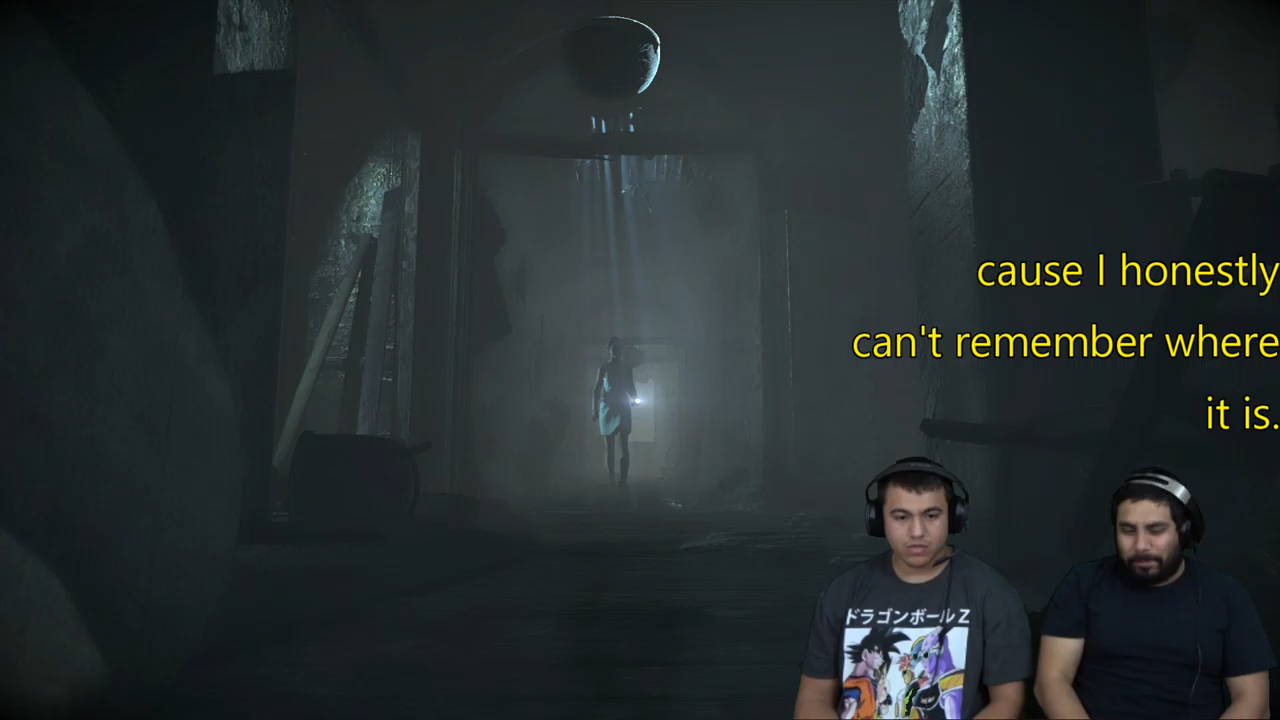 cause I honestly
can't remember where
it is.
ドラゴンボールZ